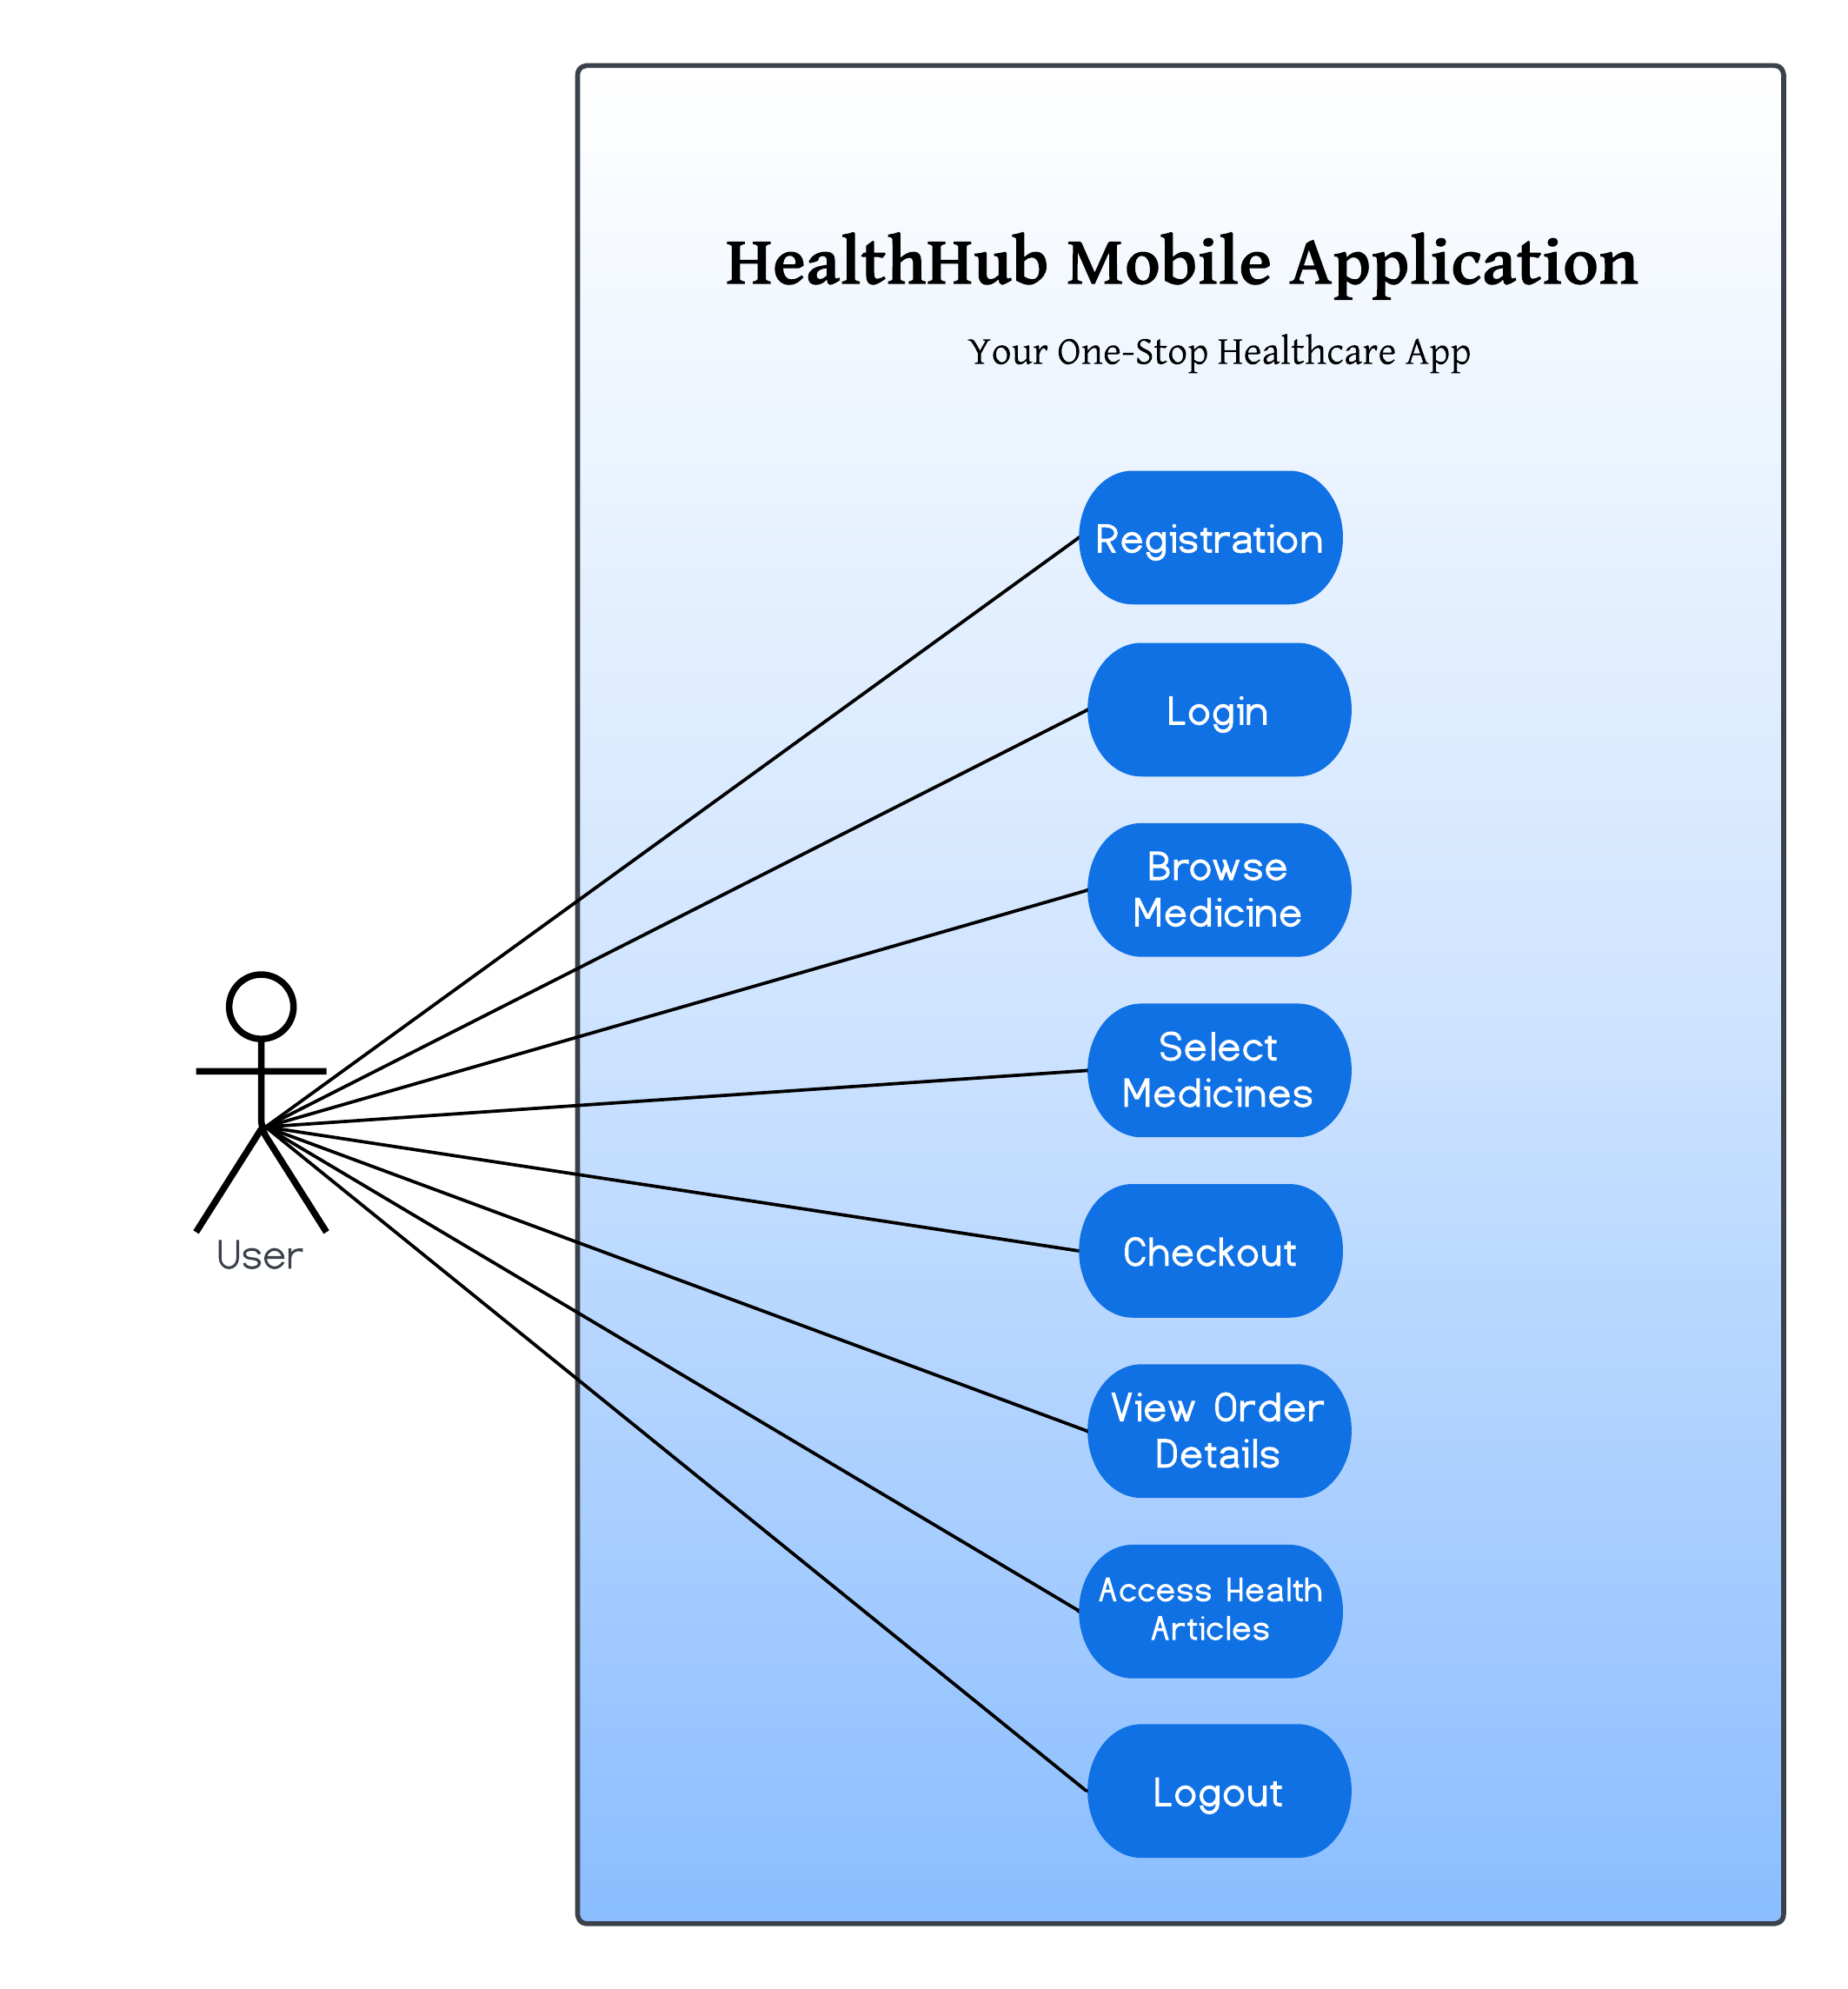 HealthHub Mobile Application
Your One-Stop Healthcare App
Registration
Login
Browse
Medicine
Select
Medicines
Checkout
View Order
Details
Access Health
Articles
Logout
User